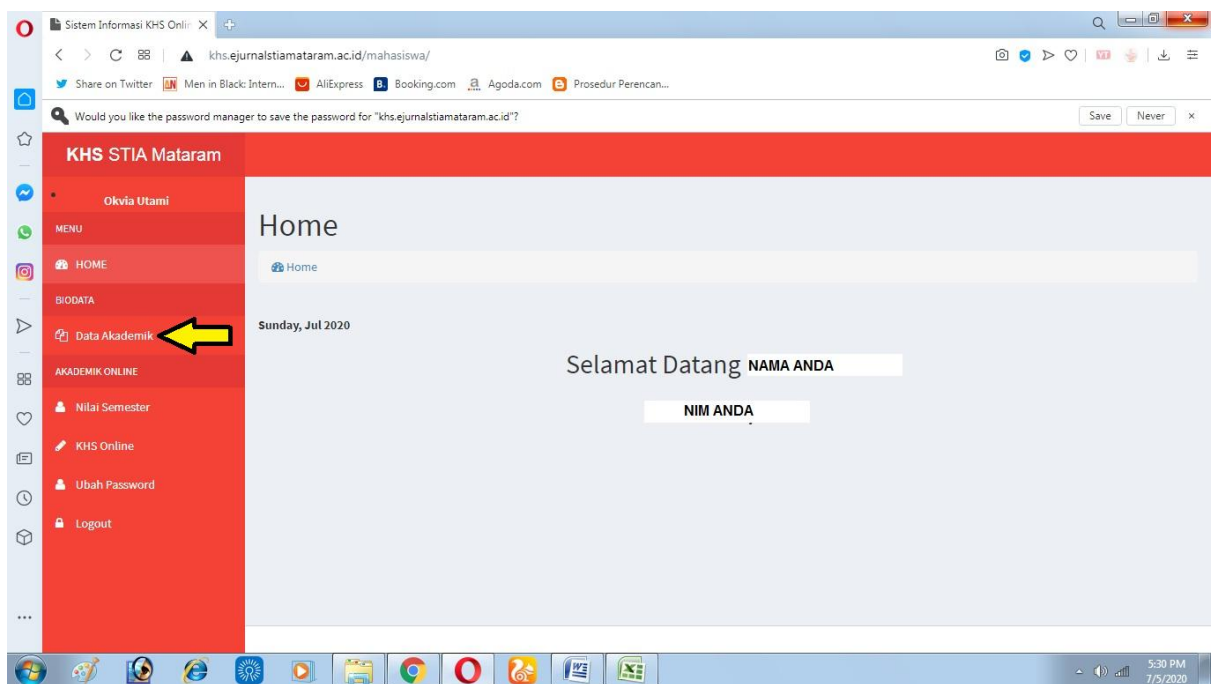 Sistem Informasi KHS Onlin
khs.ejurnalstiamataram.ac.id/mahasiswa/
Share on Twitter Men in Black: Intern... AliExpress B. Booking.com a Agoda.com Prosedur Perencan...
Would you like the password manager to save the password for "khs.ejurnalstiamataram.ac.id"? Save Never
KHS STIA Mataram
Okvia Utami
MENU
HOME
BIODATA
Data Akademik
AKADEMIK ONLINE
Nilai Semester
KHS Online
Ubah Password
Logout
Home
Home
Sunday, Jul 2020
Selamat Datang NAMA ANDA
NIM ANDA
5:30 PM
7/5/2020